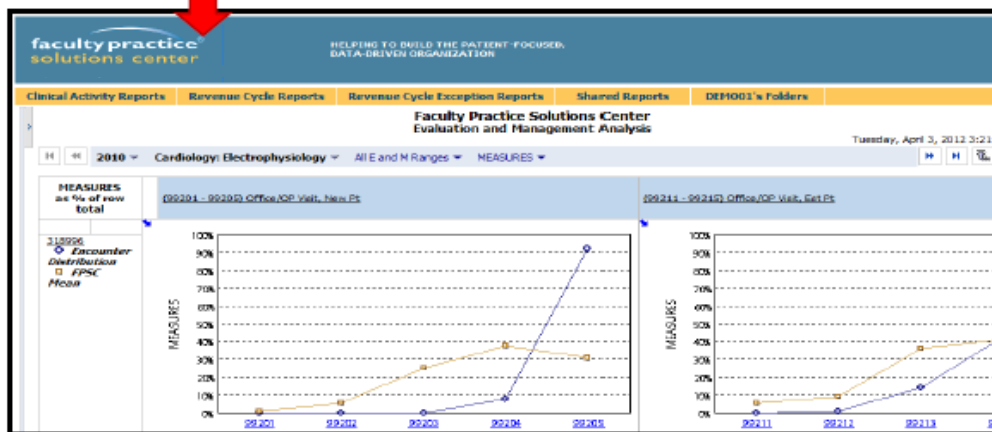 faculty practice®
solutions center
HELPING TO BUILD THE PATIENT-FOCUSED,
DATA-DRIVEN ORGANIZATION
Clinical Activity Reports Revenue Cycle Reports Revenue Cycle Exception Reports Shared Reports DEMO01's Folders
Faculty Practice Solutions Center
Evaluation and Management Analysis
Tuesday, April 3, 2012 3:21
2010 Cardiology: Electrophysiology All E and M Ranges MEASURES
MEASURES
as % of row
total
(99201 - 99205) Office/OP Visit, New Pt
(99211 - 99215) Office/OP Visit, Est Pt
318996
Encounter
Distribution
FPSC
Mean
MEASURES
100%
90%
80%
70%
60%
50%
40%
30%
20%
10%
0%
99201 99202 99203 99204 99205
MEASURES
100%
90%
80%
70%
60%
50%
40%
30%
20%
10%
0%
99211 99212 99213